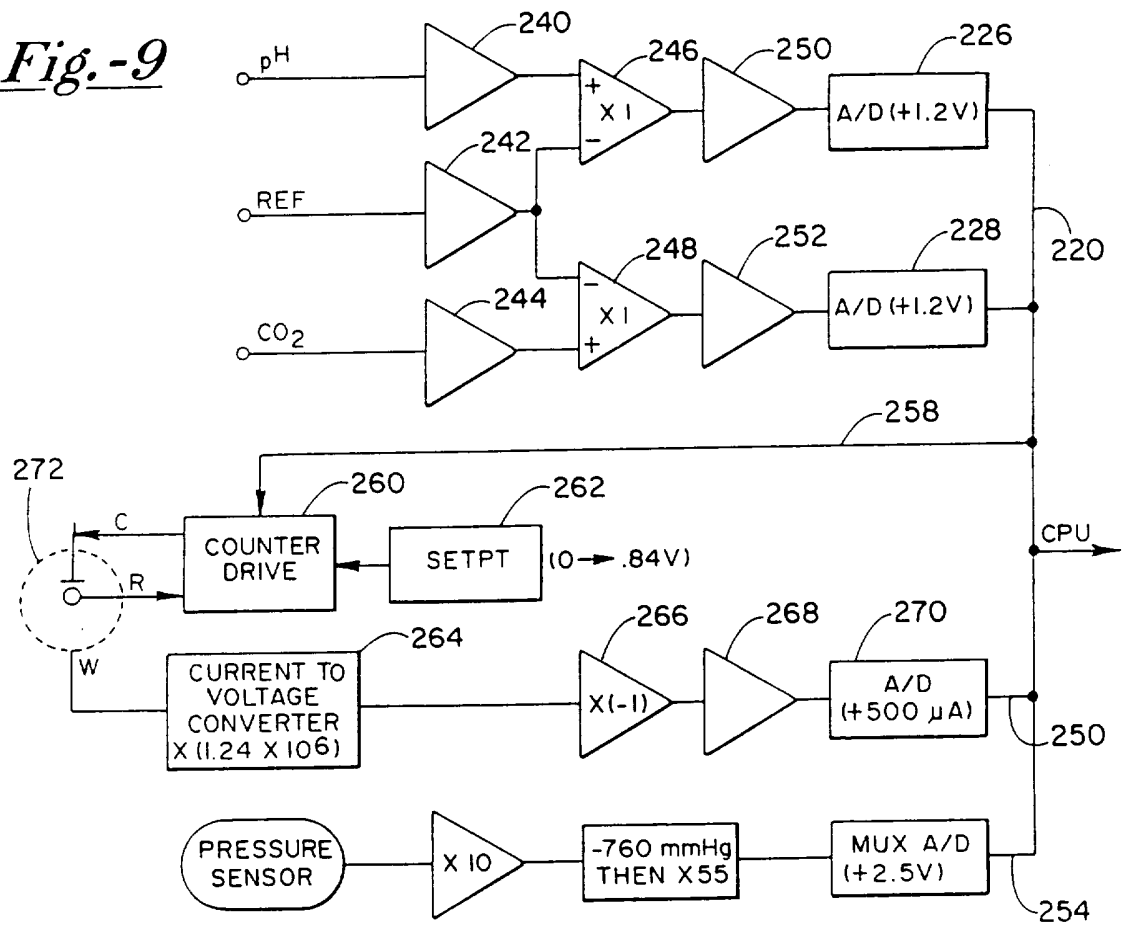 Fig.-9
240
246
250
226
pH
+
X 1
-
A/D (+1.2V)
242
REF
220
248
252
228
244
-
X 1
+
A/D (+1.2V)
CO2
258
272
260
262
C
COUNTER
DRIVE
SETPT
(0 → .84V)
CPU
R
266
268
270
264
W
CURRENT TO
VOLTAGE
CONVERTER
X (1.24 X 10⁶)
X(-1)
A/D
(+500 µA)
250
PRESSURE
SENSOR
X 10
-760 mmHg
THEN X55
MUX A/D
(+2.5V)
254